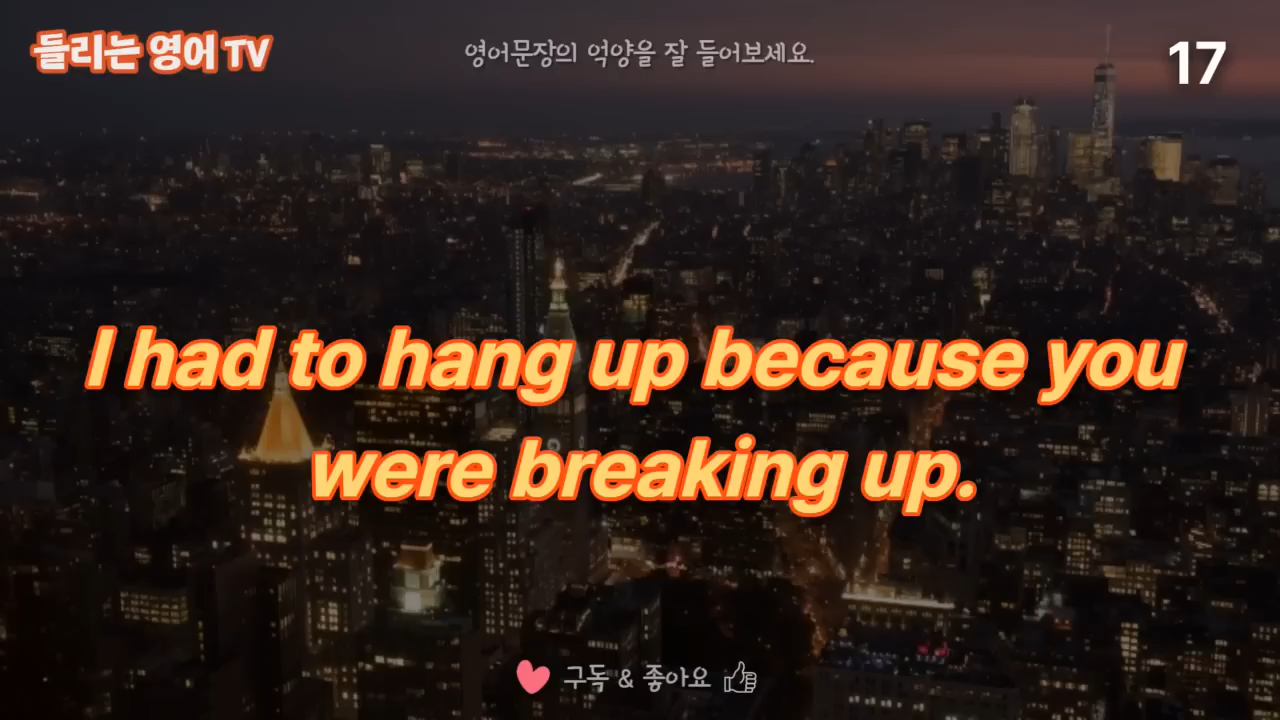 들리는 영어 TV
영어문장의 억양을 잘 들어보세요.
17
I had to hang up because you
were breaking up.
구독 & 좋아요